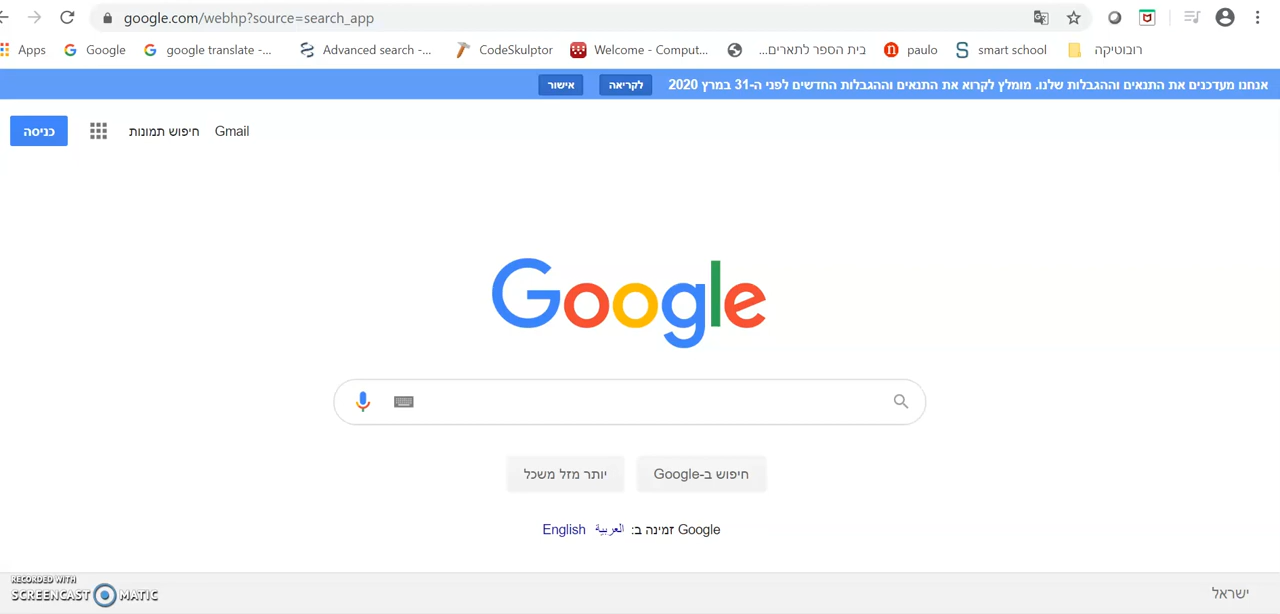 google.com/webhp?source=search_app
Apps Google google translate -... Advanced search -... CodeSkulptor Welcome - Comput... בית הספר לתארים... paulo smart school רובוטיקה
אנחנו מעדכנים את התנאים וההגבלות שלנו. מומלץ לקרוא את התנאים וההגבלות החדשים לפני ה-31 במרץ 2020 לקריאה אישור
Gmail חיפוש תמונות כניסה
Google
חיפוש ב-Google יותר מזל משכל
Google זמינה ב: العربية English
ישראל
RECORDED WITH
SCREENCAST MATIC